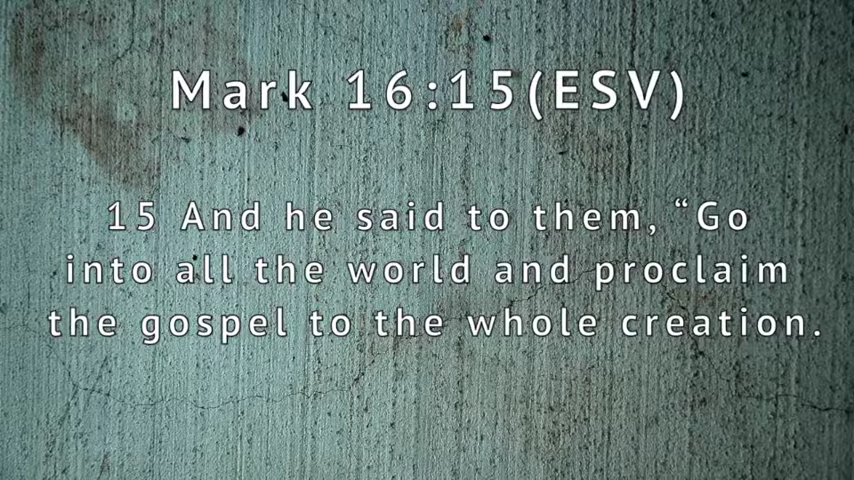 Mark 16:15(ESV)
15 And he said to them, “Go
into all the world and proclaim
the gospel to the whole creation.